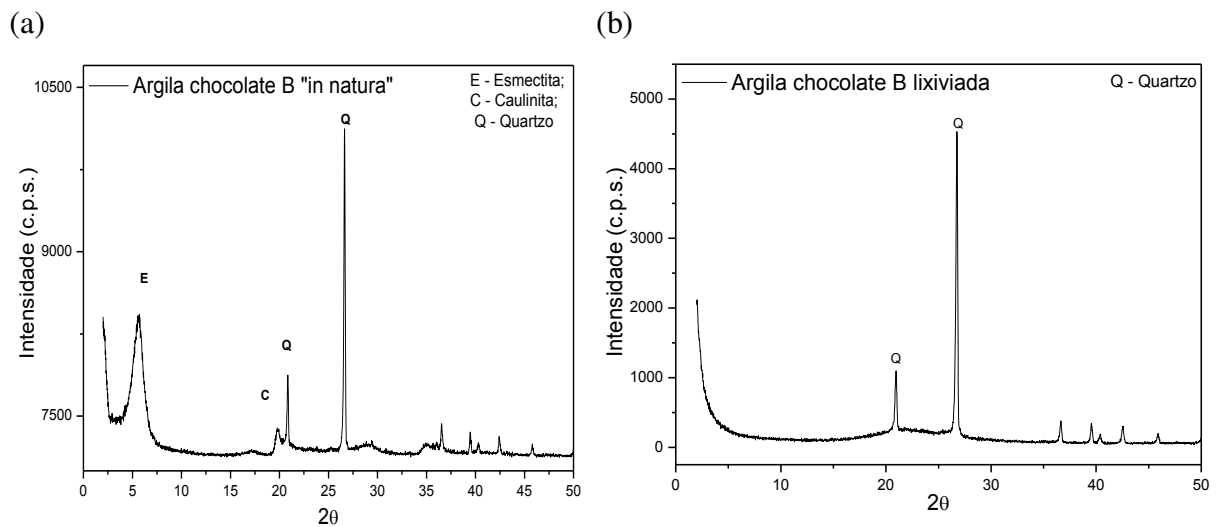 (a)
Argila chocolate B "in natura"
E - Esmectita;
C - Caulinita;
Q - Quartzo
10500
9000
7500
Intensidade (c.p.s.)
E
C
Q
Q
0 5 10 15 20 25 30 35 40 45 50
2θ
(b)
Argila chocolate B lixiviada
Q - Quartzo
5000
4000
3000
2000
1000
0
Intensidade (c.p.s.)
Q
Q
0 5 10 20 30 40 50
2θ